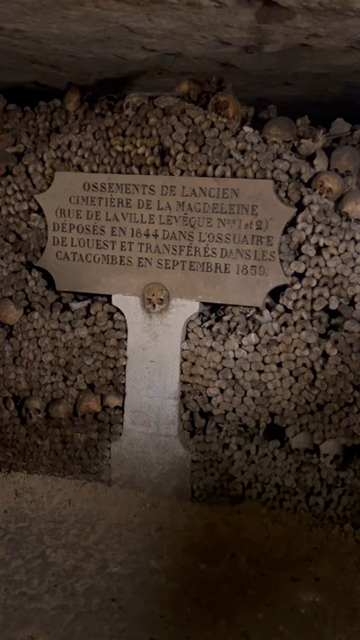 OSSEMENTS DE L'ANCIEN
CIMETIÈRE DE LA MAGDELEINE
(RUE DE LA VILLE LÉVÊQUE Nos 1 et 2)
DÉPOSÉS EN 1844 DANS L'OSSUAIRE
DE L'OUEST ET TRANSFÉRÉS DANS LES
CATACOMBES EN SEPTEMBRE 1859.